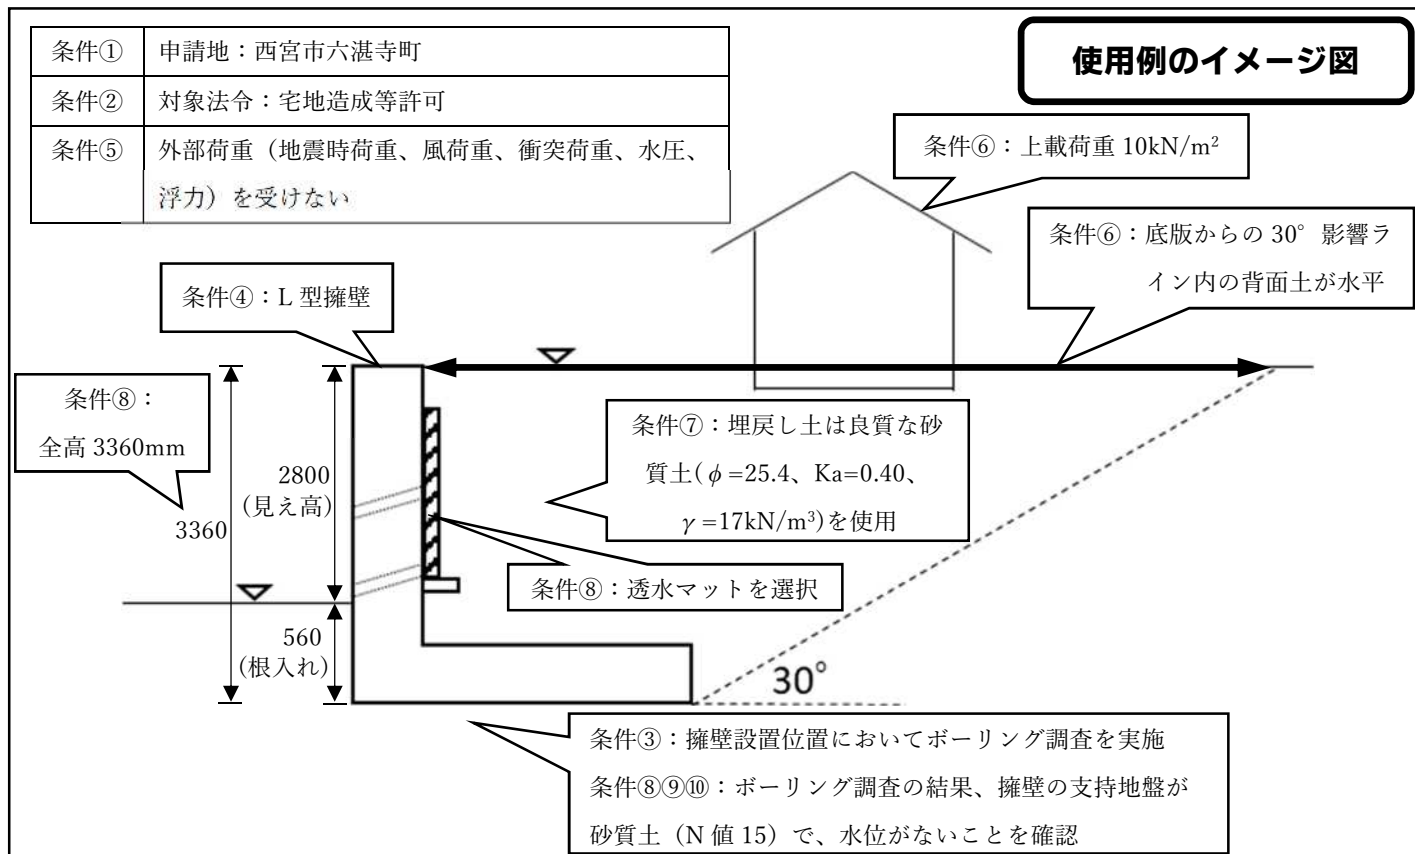 使用例のイメージ図
条件① 申請地：西宮市六湛寺町
条件② 対象法令：宅地造成等許可
条件⑤ 外部荷重（地震時荷重、風荷重、衝突荷重、水圧、
浮力）を受けない
条件⑥：上載荷重 10kN/m²
条件⑥：底版からの 30° 影響ラ
イン内の背面土が水平
条件④：L 型擁壁
条件⑧：
全高 3360mm
2800
(見え高)
3360
560
(根入れ)
条件⑦：埋戻し土は良質な砂
質土(φ=25.4、Ka=0.40、
γ=17kN/m³)を使用
条件⑧：透水マットを選択
30°
条件③：擁壁設置位置においてボーリング調査を実施
条件⑧⑨⑩：ボーリング調査の結果、擁壁の支持地盤が
砂質土（N 値 15）で、水位がないことを確認